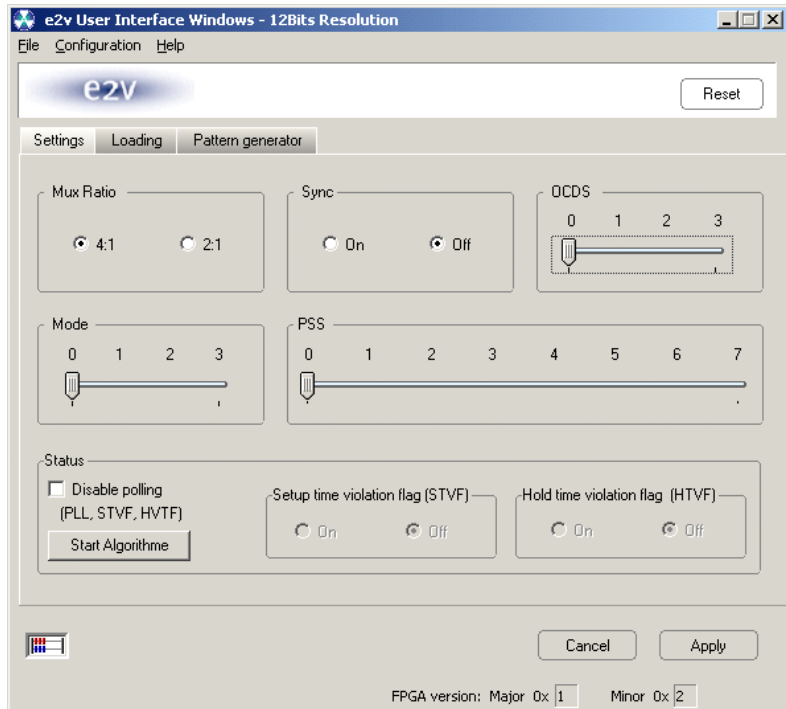 e2v User Interface Windows - 12Bits Resolution
File Configuration Help
e2v
Reset
Settings Loading Pattern generator
Mux Ratio
4:1 2:1
Sync
On Off
OCDS
0 1 2 3
Mode
0 1 2 3
PSS
0 1 2 3 4 5 6 7
Status
Disable polling
(PLL, STVF, HVTF)
Start Algorithme
Setup time violation flag (STVF)
On Off
Hold time violation flag (HTVF)
On Off
Cancel Apply
FPGA version: Major 0x 1 Minor 0x 2